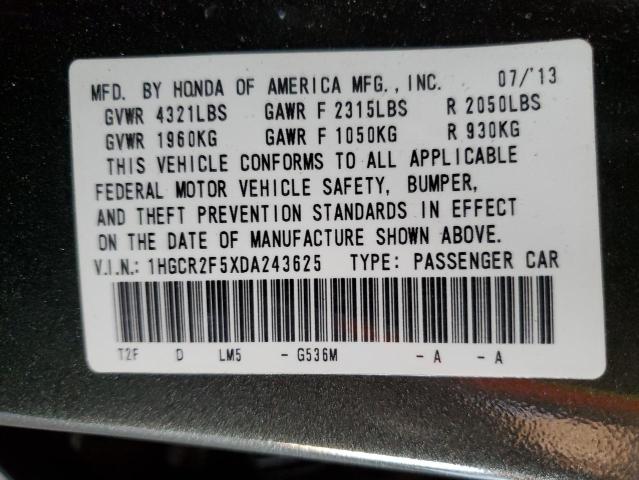 MFD. BY HONDA OF AMERICA MFG., INC. 07/'13
GVWR 4321LBS GAWR F 2315LBS R 2050LBS
GVWR 1960KG GAWR F 1050KG R 930KG
THIS VEHICLE CONFORMS TO ALL APPLICABLE
FEDERAL MOTOR VEHICLE SAFETY, BUMPER,
AND THEFT PREVENTION STANDARDS IN EFFECT
ON THE DATE OF MANUFACTURE SHOWN ABOVE.
V.I.N.: 1HGCR2F5XDA243625 TYPE: PASSENGER CAR
T2F D LM5 - G536M - A - A